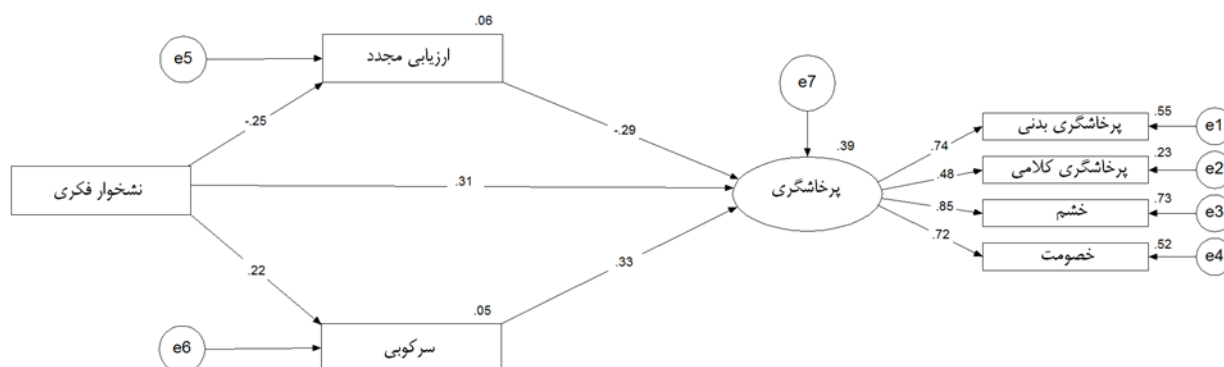 .06
e5
ارزیابی مجدد
e7
-.25
-.29
.55
پرخاشگری بدنی
e1
.39
.74
.23
پرخاشگری کلامی
e2
نشخوار فکری
.31
پرخاشگری
.48
.85
.73
خشم
e3
.72
.52
خصومت
e4
.22
.33
.05
e6
سرکوبی